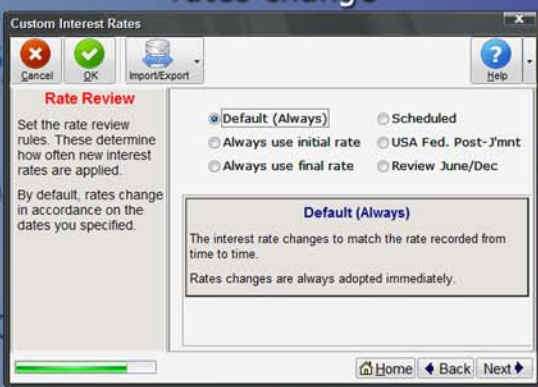 rates change
Custom Interest Rates
Cancel
OK
Import/Export
Help
Rate Review
Set the rate review
rules. These determine
how often new interest
rates are applied.
By default, rates change
in accordance on the
dates you specified.
Default (Always)
Scheduled
Always use initial rate
USA Fed. Post-J'mnt
Always use final rate
Review June/Dec
Default (Always)
The interest rate changes to match the rate recorded from
time to time.
Rates changes are always adopted immediately.
Home
Back
Next